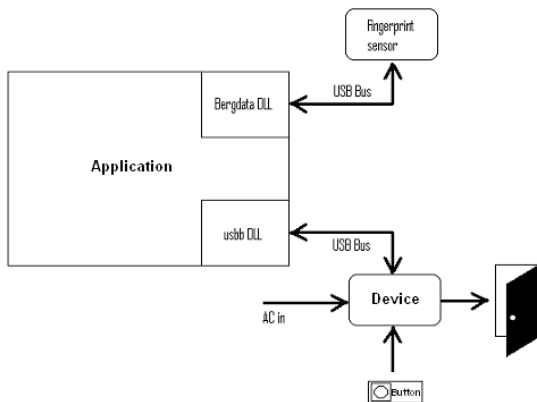 Fingerprint
sensor
USB Bus
Bergdata DLL
Application
usbb DLL
USB Bus
Device
AC in
Button